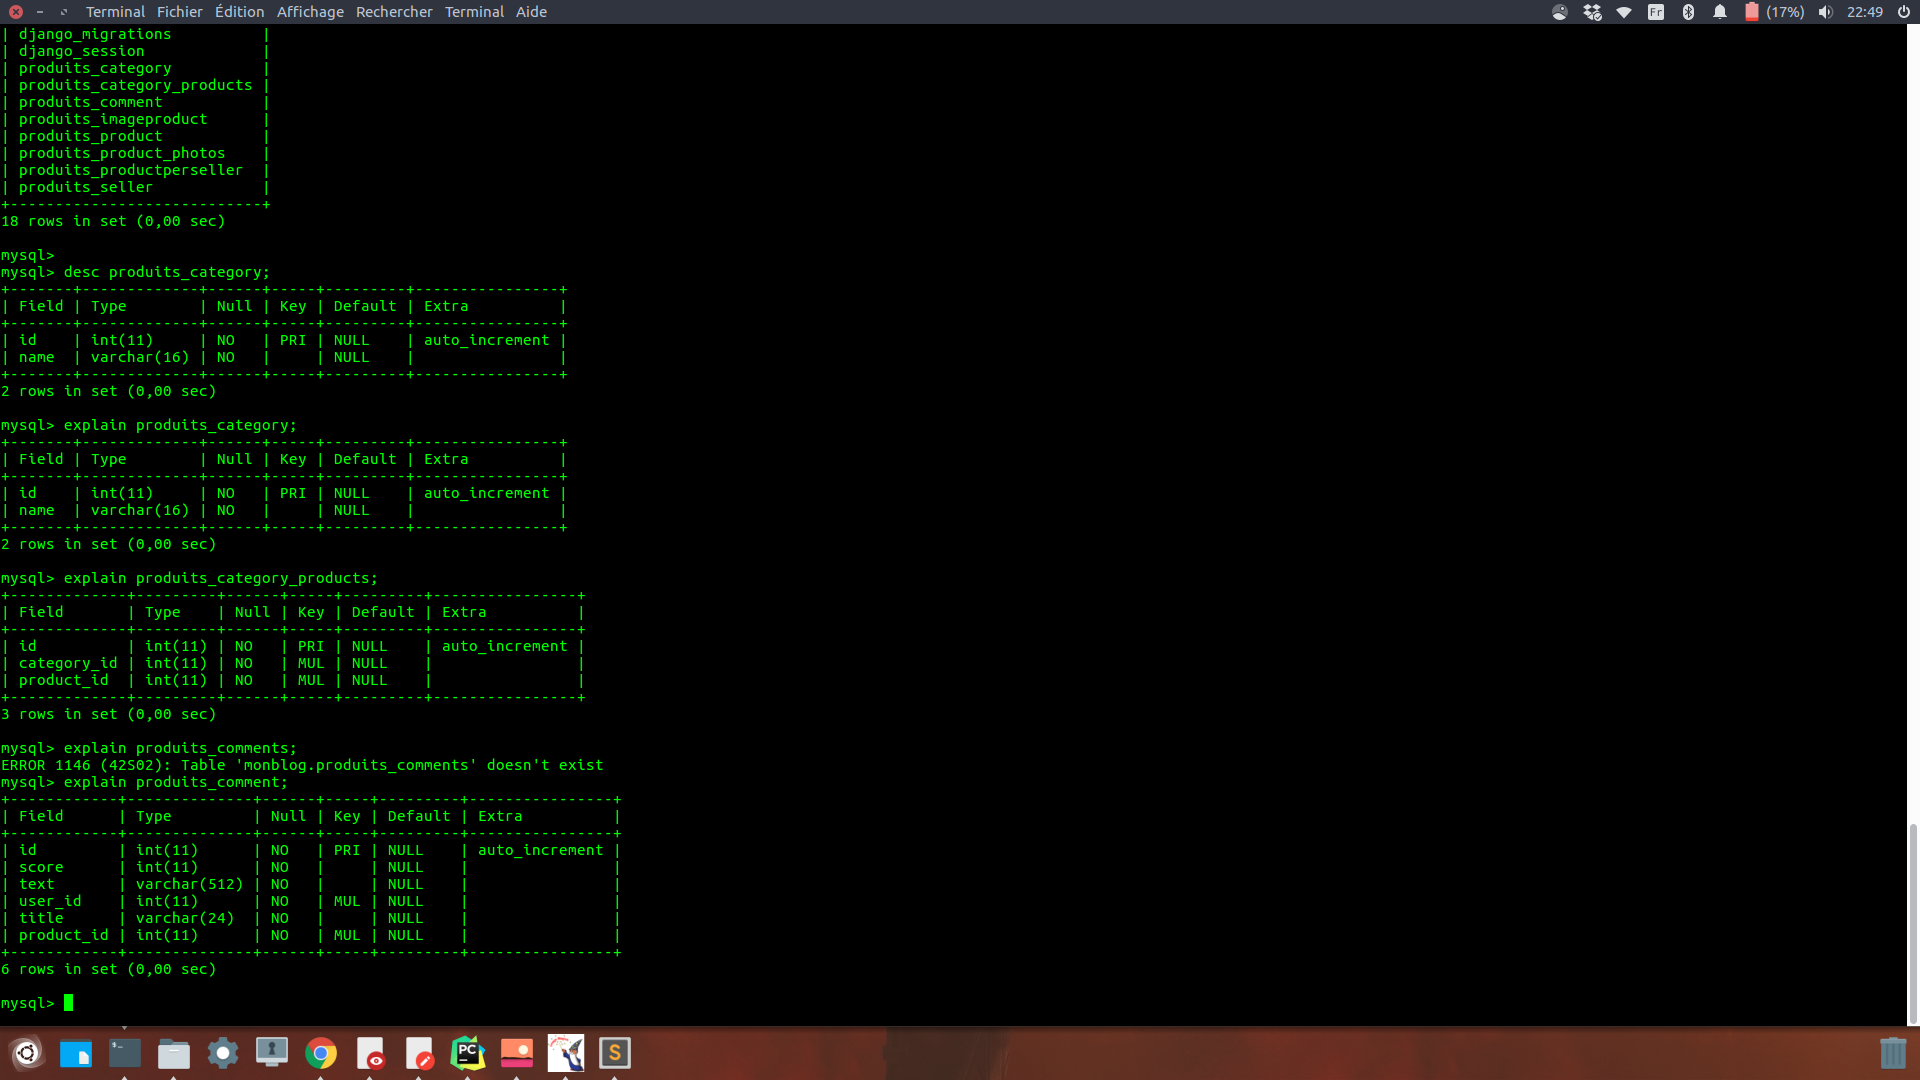 Terminal Fichier Édition Affichage Rechercher Terminal Aide Fr (17%) 22:49
| django_migrations          |
| django_session             |
| produits_category          |
| produits_category_products |
| produits_comment           |
| produits_imageproduct      |
| produits_product           |
| produits_product_photos    |
| produits_productperseller  |
| produits_seller            |
+----------------------------+
18 rows in set (0,00 sec)
mysql>
mysql> desc produits_category;
+-------+-------------+------+-----+---------+----------------+
| Field | Type        | Null | Key | Default | Extra          |
+-------+-------------+------+-----+---------+----------------+
| id    | int(11)     | NO   | PRI | NULL    | auto_increment |
| name  | varchar(16) | NO   |     | NULL    |                |
+-------+-------------+------+-----+---------+----------------+
2 rows in set (0,00 sec)
mysql> explain produits_category;
+-------+-------------+------+-----+---------+----------------+
| Field | Type        | Null | Key | Default | Extra          |
+-------+-------------+------+-----+---------+----------------+
| id    | int(11)     | NO   | PRI | NULL    | auto_increment |
| name  | varchar(16) | NO   |     | NULL    |                |
+-------+-------------+------+-----+---------+----------------+
2 rows in set (0,00 sec)
mysql> explain produits_category_products;
+-------------+---------+------+-----+---------+----------------+
| Field       | Type    | Null | Key | Default | Extra          |
+-------------+---------+------+-----+---------+----------------+
| id          | int(11) | NO   | PRI | NULL    | auto_increment |
| category_id | int(11) | NO   | MUL | NULL    |                |
| product_id  | int(11) | NO   | MUL | NULL    |                |
+-------------+---------+------+-----+---------+----------------+
3 rows in set (0,00 sec)
mysql> explain produits_comments;
ERROR 1146 (42S02): Table 'monblog.produits_comments' doesn't exist
mysql> explain produits_comment;
+------------+--------------+------+-----+---------+----------------+
| Field      | Type         | Null | Key | Default | Extra          |
+------------+--------------+------+-----+---------+----------------+
| id         | int(11)      | NO   | PRI | NULL    | auto_increment |
| score      | int(11)      | NO   |     | NULL    |                |
| text       | varchar(512) | NO   |     | NULL    |                |
| user_id    | int(11)      | NO   | MUL | NULL    |                |
| title      | varchar(24)  | NO   |     | NULL    |                |
| product_id | int(11)      | NO   | MUL | NULL    |                |
+------------+--------------+------+-----+---------+----------------+
6 rows in set (0,00 sec)
mysql>
PC S